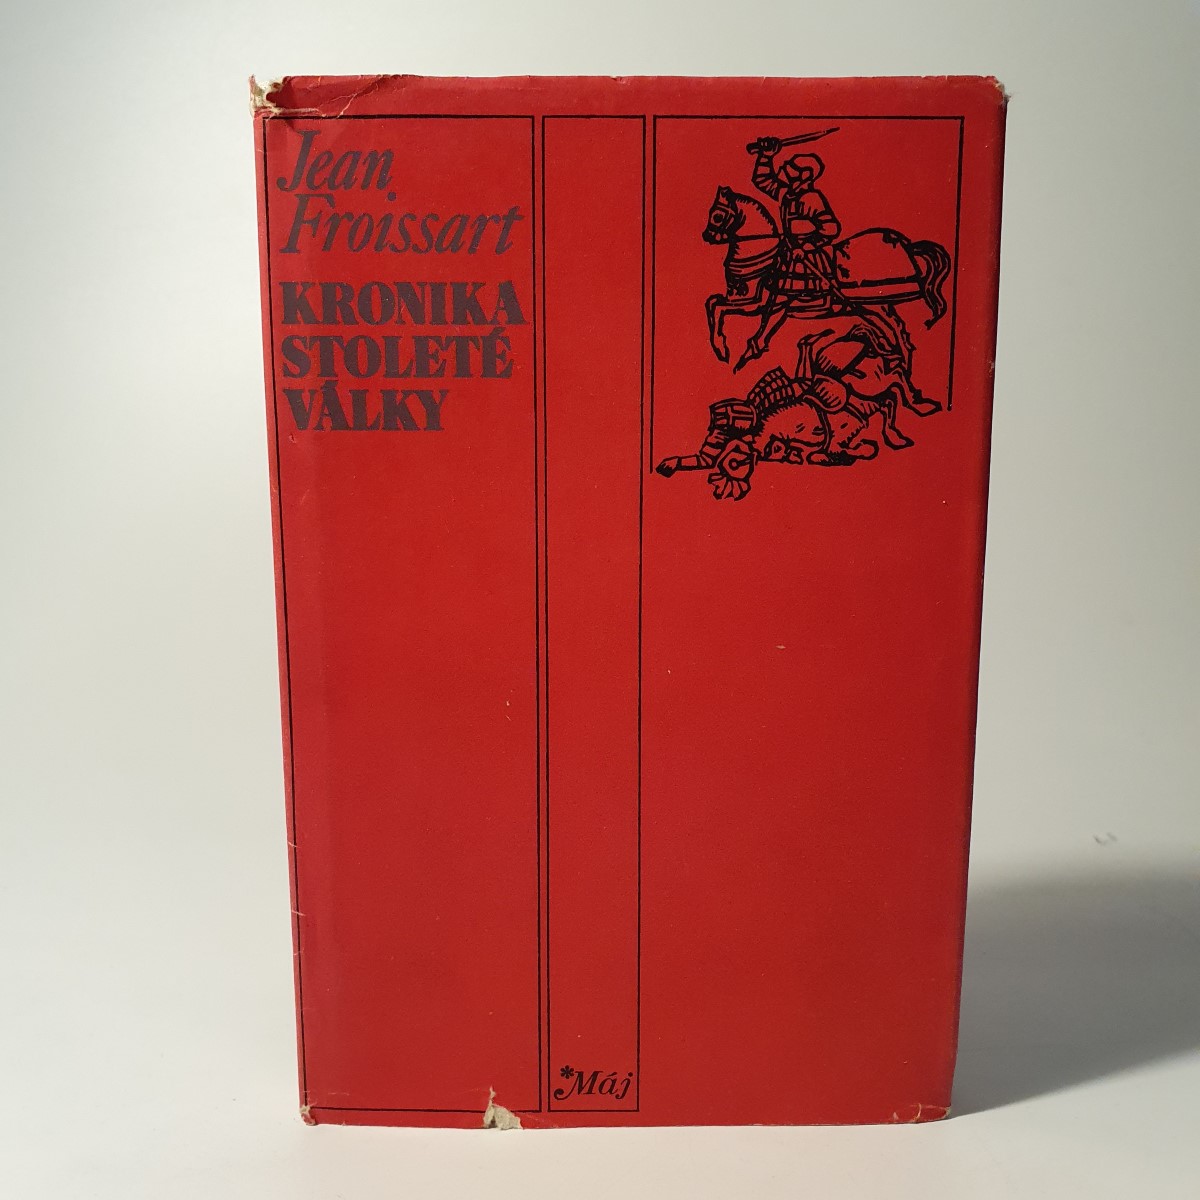 Jean
Froissart
KRONIKA
STOLETÉ
VÁLKY
*Máj